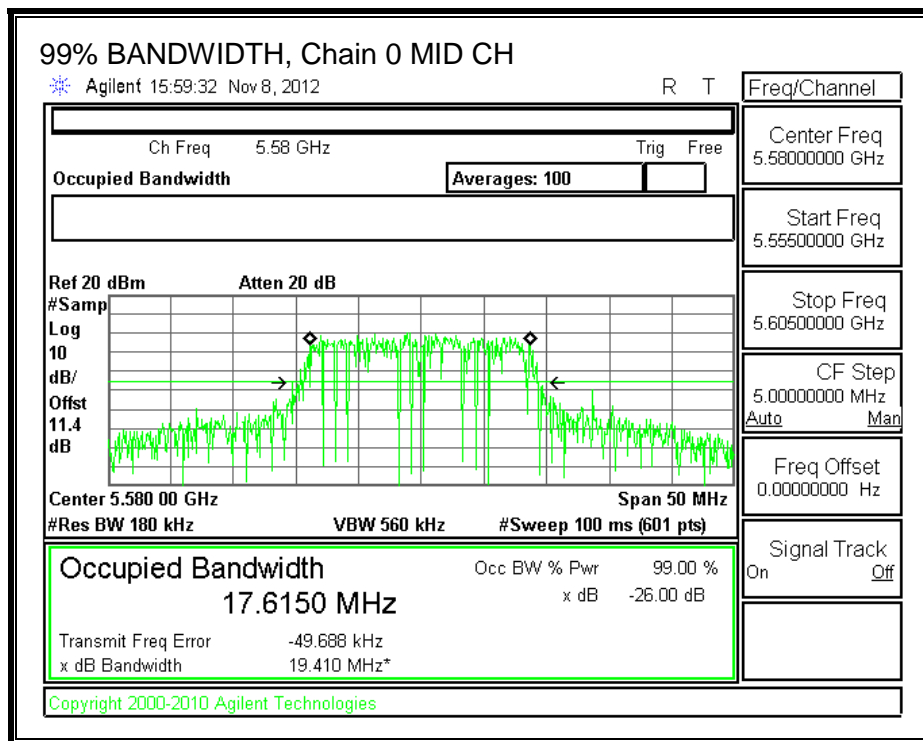 99% BANDWIDTH, Chain 0 MID CH
Agilent 15:59:32 Nov 8, 2012 R T
Ch Freq 5.58 GHz Trig Free
Occupied Bandwidth Averages: 100
Ref 20 dBm Atten 20 dB
#Samp
Log
10
dB/
Offst
11.4
dB
Center 5.580 00 GHz Span 50 MHz
#Res BW 180 kHz VBW 560 kHz #Sweep 100 ms (601 pts)
Occupied Bandwidth Occ BW % Pwr 99.00 %
17.6150 MHz x dB -26.00 dB
Transmit Freq Error -49.688 kHz
x dB Bandwidth 19.410 MHz*
Copyright 2000-2010 Agilent Technologies
Freq/Channel
Center Freq
5.58000000 GHz
Start Freq
5.55500000 GHz
Stop Freq
5.60500000 GHz
CF Step
5.00000000 MHz
Auto Man
Freq Offset
0.00000000 Hz
Signal Track
On Off